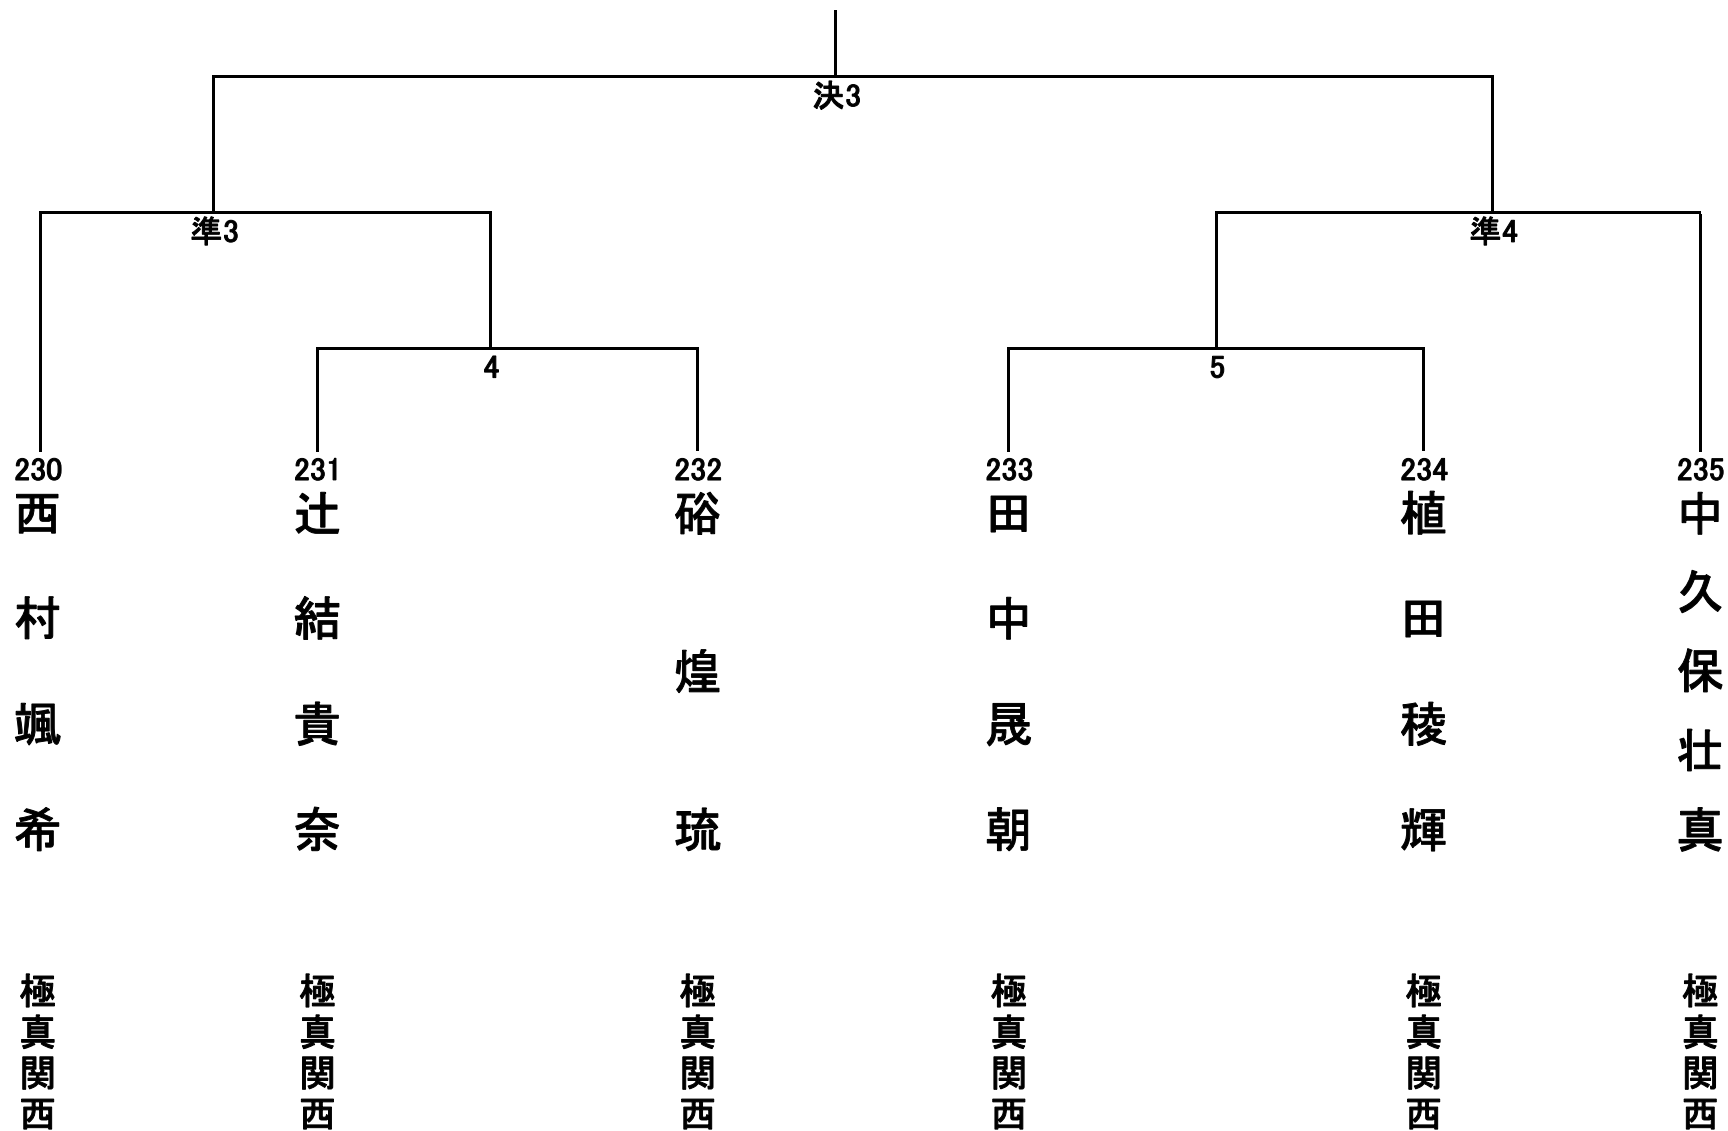 決3
準3
準4
4
5
230
西村颯希
極真関西
231
辻結貴奈
極真関西
232
硲煌琉
極真関西
233
田中晟朝
極真関西
234
植田稜輝
極真関西
235
中久保壮真
極真関西